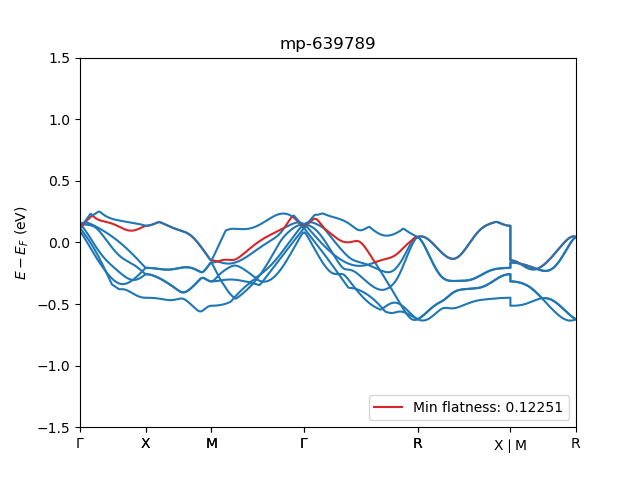 mp-639789
1.5
1.0
0.5
0.0
−0.5
−1.0
−1.5
E − E_F (eV)
Min flatness: 0.12251
Γ X M Γ R X | M R